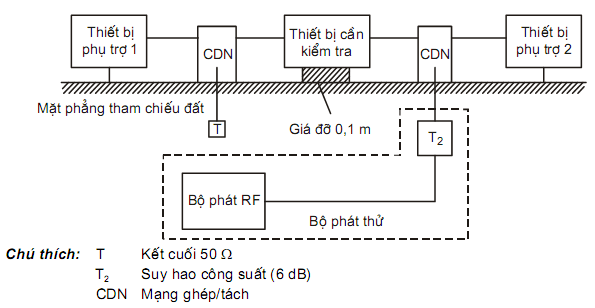 Thiết bị
phụ trợ 1
CDN
Thiết bị cần
kiểm tra
CDN
Thiết bị
phụ trợ 2
Mặt phẳng tham chiếu đất
T
Giá đỡ 0,1 m
T2
Bộ phát RF
Bộ phát thử
Chú thích: T Kết cuối 50 Ω
T2 Suy hao công suất (6 dB)
CDN Mạng ghép/tách